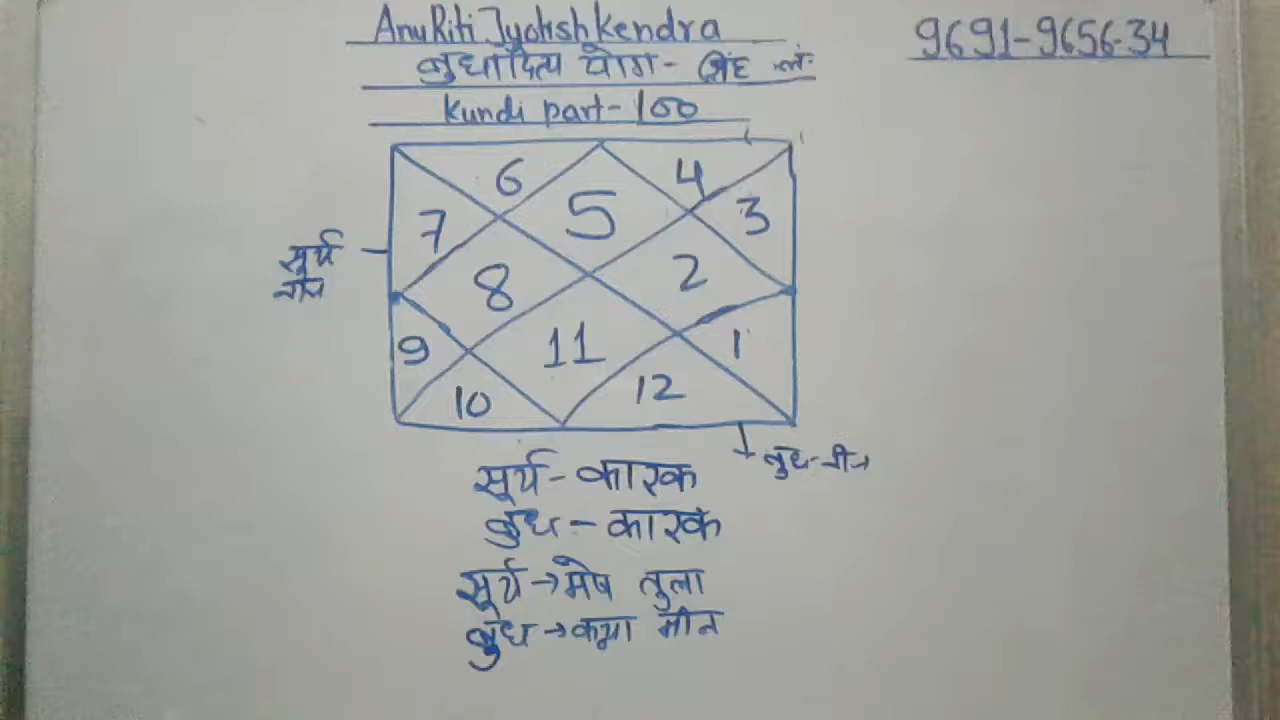 AnuRiti Jyotish Kendra
9691-9656-34
बुधादित्य योग- सिंह लं.
Kundi part-100
6 4
7 5 3
सूर्य
नीच
8 2
9 11 1
10 12
बुध-नीच
सूर्य-कारक
बुध-कारक
सूर्य→मेष तुला
बुध→कन्या मीन